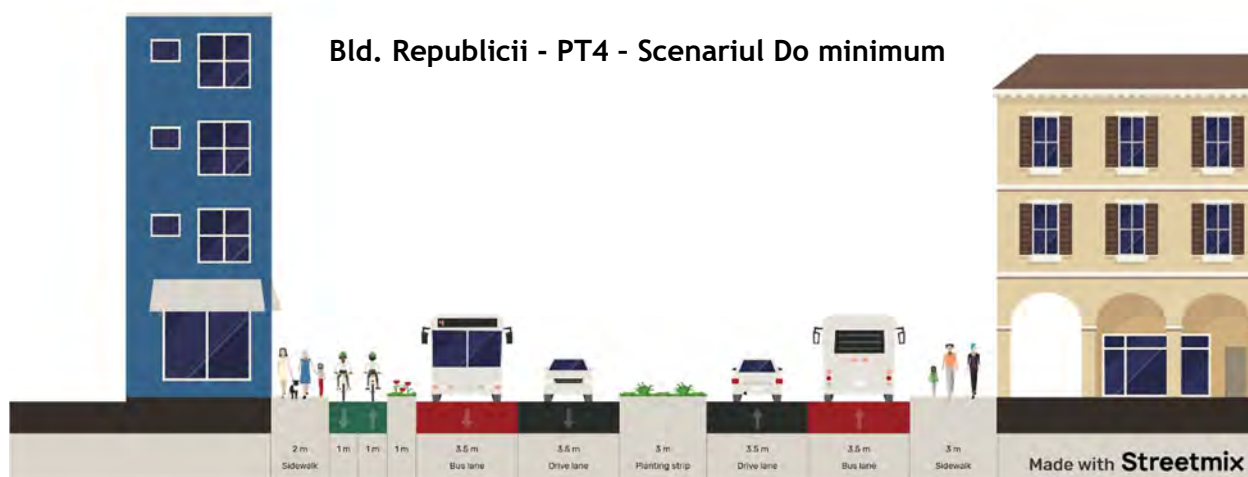 Bld. Republicii - PT4 – Scenariul Do minimum
2 m
Sidewalk
1 m
1 m
1 m
3.5 m
Bus lane
3.5 m
Drive lane
3 m
Planting strip
3.5 m
Drive lane
3.5 m
Bus lane
3 m
Sidewalk
Made with Streetmix